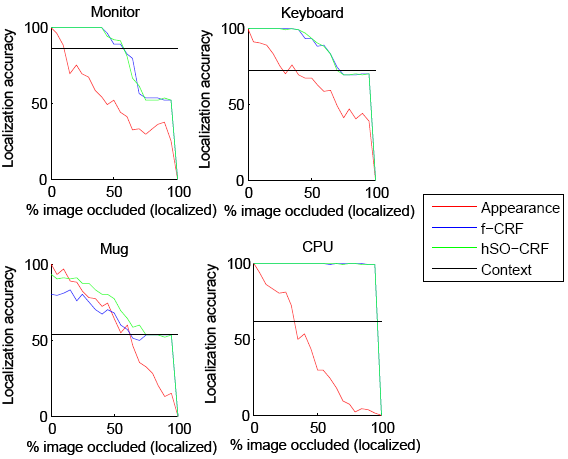 Monitor
Localization accuracy
100
50
0
0
50
100
% image occluded (localized)
Keyboard
Localization accuracy
100
50
0
0
50
100
% image occluded (localized)
Appearance
f−CRF
hSO−CRF
Context
Mug
Localization accuracy
100
50
0
0
50
100
% image occluded (localized)
CPU
Localization accuracy
100
50
0
0
50
100
% image occluded (localized)